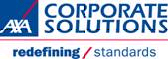 AXA CORPORATE
SOLUTIONS
redefining / standards